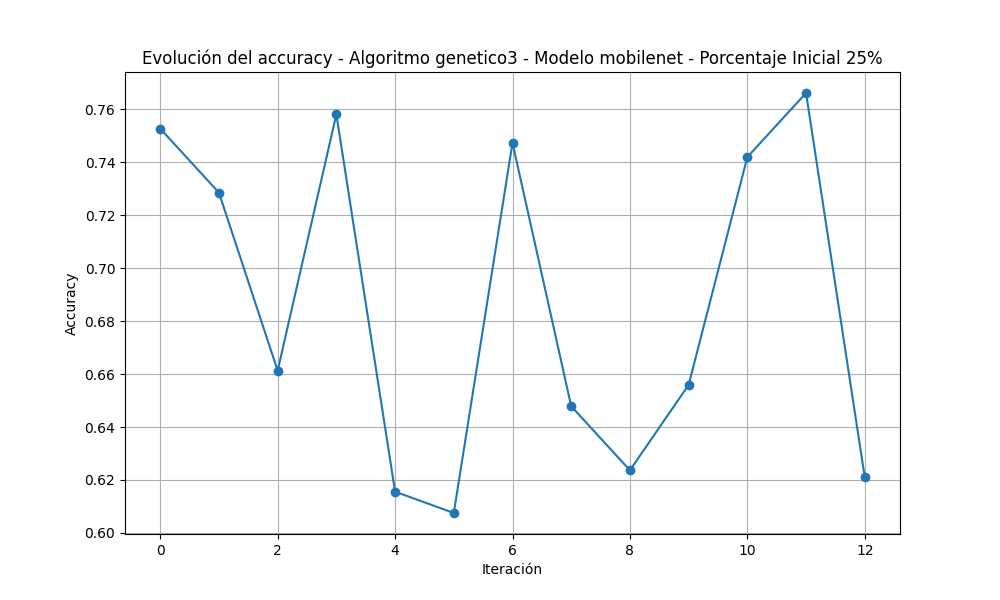 Evolución del accuracy - Algoritmo genetico3 - Modelo mobilenet - Porcentaje Inicial 25%
0.76
0.74
0.72
0.70
0.68
0.66
0.64
0.62
0.60
Accuracy
0 2 4 6 8 10 12
Iteración